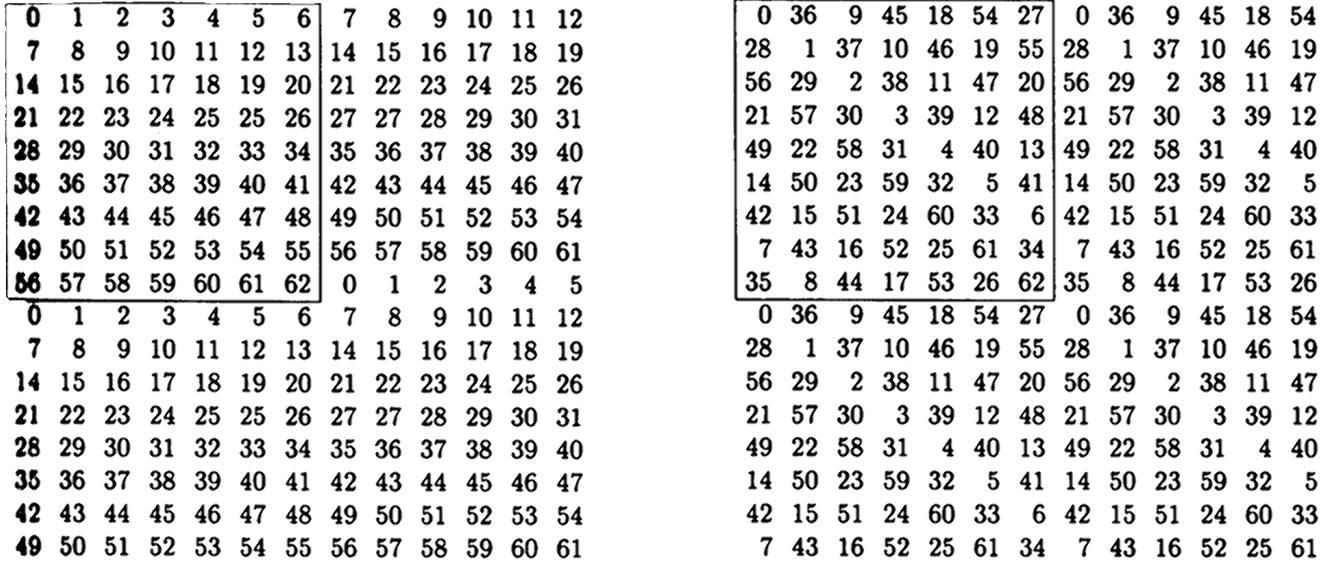 0 1 2 3 4 5 6 7 8 9 10 11 12
7 8 9 10 11 12 13 14 15 16 17 18 19
14 15 16 17 18 19 20 21 22 23 24 25 26
21 22 23 24 25 25 26 27 27 28 29 30 31
28 29 30 31 32 33 34 35 36 37 38 39 40
35 36 37 38 39 40 41 42 43 44 45 46 47
42 43 44 45 46 47 48 49 50 51 52 53 54
49 50 51 52 53 54 55 56 57 58 59 60 61
56 57 58 59 60 61 62 0 1 2 3 4 5
0 1 2 3 4 5 6 7 8 9 10 11 12
7 8 9 10 11 12 13 14 15 16 17 18 19
14 15 16 17 18 19 20 21 22 23 24 25 26
21 22 23 24 25 25 26 27 27 28 29 30 31
28 29 30 31 32 33 34 35 36 37 38 39 40
35 36 37 38 39 40 41 42 43 44 45 46 47
42 43 44 45 46 47 48 49 50 51 52 53 54
49 50 51 52 53 54 55 56 57 58 59 60 61
0 36 9 45 18 54 27 0 36 9 45 18 54
28 1 37 10 46 19 55 28 1 37 10 46 19
56 29 2 38 11 47 20 56 29 2 38 11 47
21 57 30 3 39 12 48 21 57 30 3 39 12
49 22 58 31 4 40 13 49 22 58 31 4 40
14 50 23 59 32 5 41 14 50 23 59 32 5
42 15 51 24 60 33 6 42 15 51 24 60 33
7 43 16 52 25 61 34 7 43 16 52 25 61
35 8 44 17 53 26 62 35 8 44 17 53 26
0 36 9 45 18 54 27 0 36 9 45 18 54
28 1 37 10 46 19 55 28 1 37 10 46 19
56 29 2 38 11 47 20 56 29 2 38 11 47
21 57 30 3 39 12 48 21 57 30 3 39 12
49 22 58 31 4 40 13 49 22 58 31 4 40
14 50 23 59 32 5 41 14 50 23 59 32 5
42 15 51 24 60 33 6 42 15 51 24 60 33
7 43 16 52 25 61 34 7 43 16 52 25 61